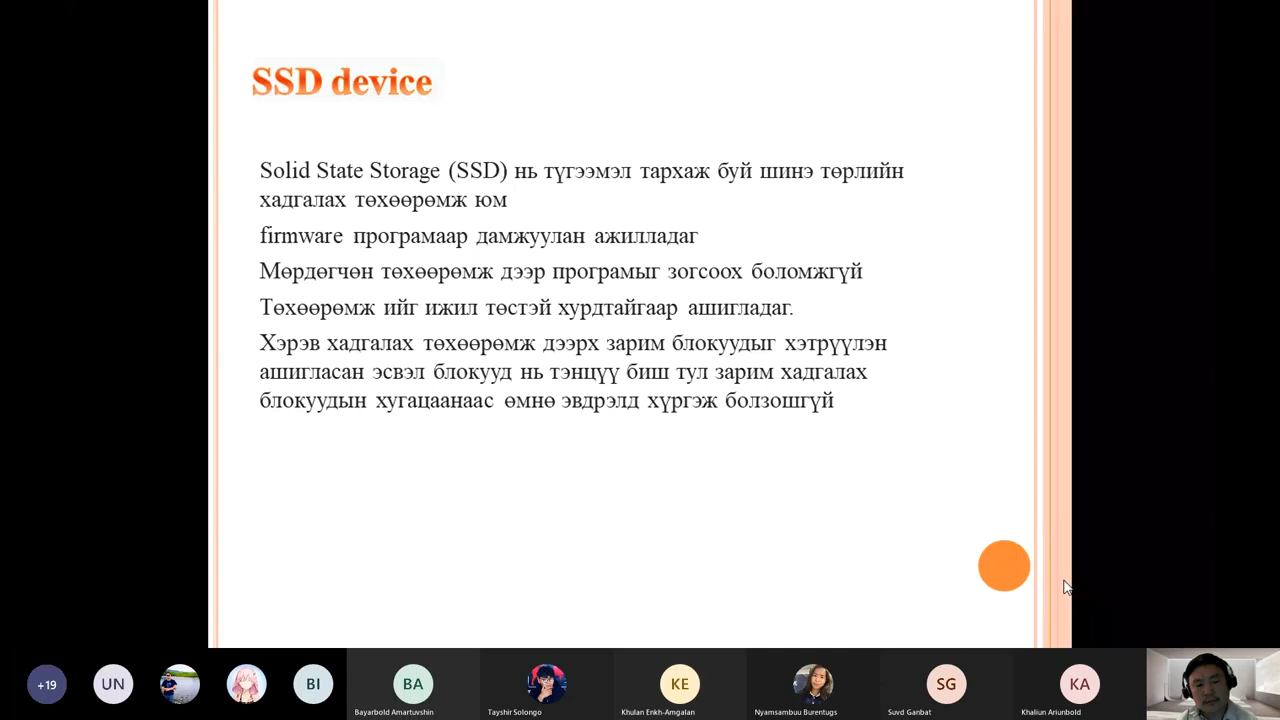 SSD device
Solid State Storage (SSD) нь түгээмэл тархаж буй шинэ төрлийн
хадгалах төхөөрөмж юм
firmware програмаар дамжуулан ажилладаг
Мөрдөгчөн төхөөрөмж дээр програмыг зогсоох боломжгүй
Төхөөрөмж ийг ижил төстэй хурдтайгаар ашигладаг.
Хэрэв хадгалах төхөөрөмж дээрх зарим блокуудыг хэтрүүлэн
ашигласан эсвэл блокууд нь тэнцүү биш тул зарим хадгалах
блокуудын хугацаанаас өмнө эвдрэлд хүргэж болзошгүй
+19
UN
BI
BA
Bayarbold Amartuvshin
Tayshir Solongo
KE
Khulan Enkh-Amgalan
Nyamsambuu Burentugs
SG
Suvd Ganbat
KA
Khaliun Ariunbold